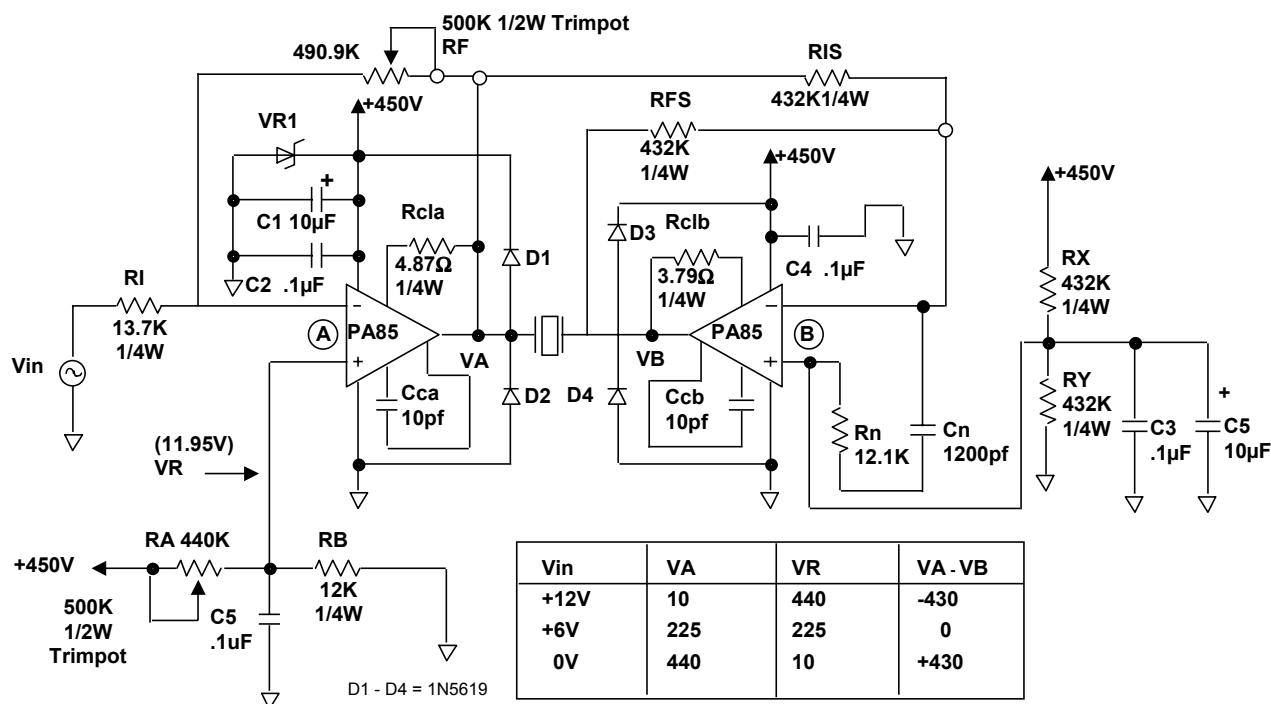 500K 1/2W Trimpot
RF
490.9K
+450V
VR1
+
C1 10µF
C2 .1µF
Rcla
4.87Ω
1/4W
D1
RI
13.7K
1/4W
Vin
A
–
PA85
+
VA
Cca
10pf
D2
(11.95V)
VR
RIS
432K1/4W
RFS
432K
1/4W
+450V
D3
Rclb
3.79Ω
1/4W
C4 .1µF
VB
PA85
–
+
B
D4
Ccb
10pf
Rn
12.1K
Cn
1200pf
+450V
RX
432K
1/4W
RY
432K
1/4W
C3
.1µF
+
C5
10µF
+450V
RA 440K
500K
1/2W
Trimpot
C5
.1uF
RB
12K
1/4W
D1 - D4 = 1N5619
Vin VA VR VA - VB
+12V 10 440 -430
+6V 225 225 0
0V 440 10 +430